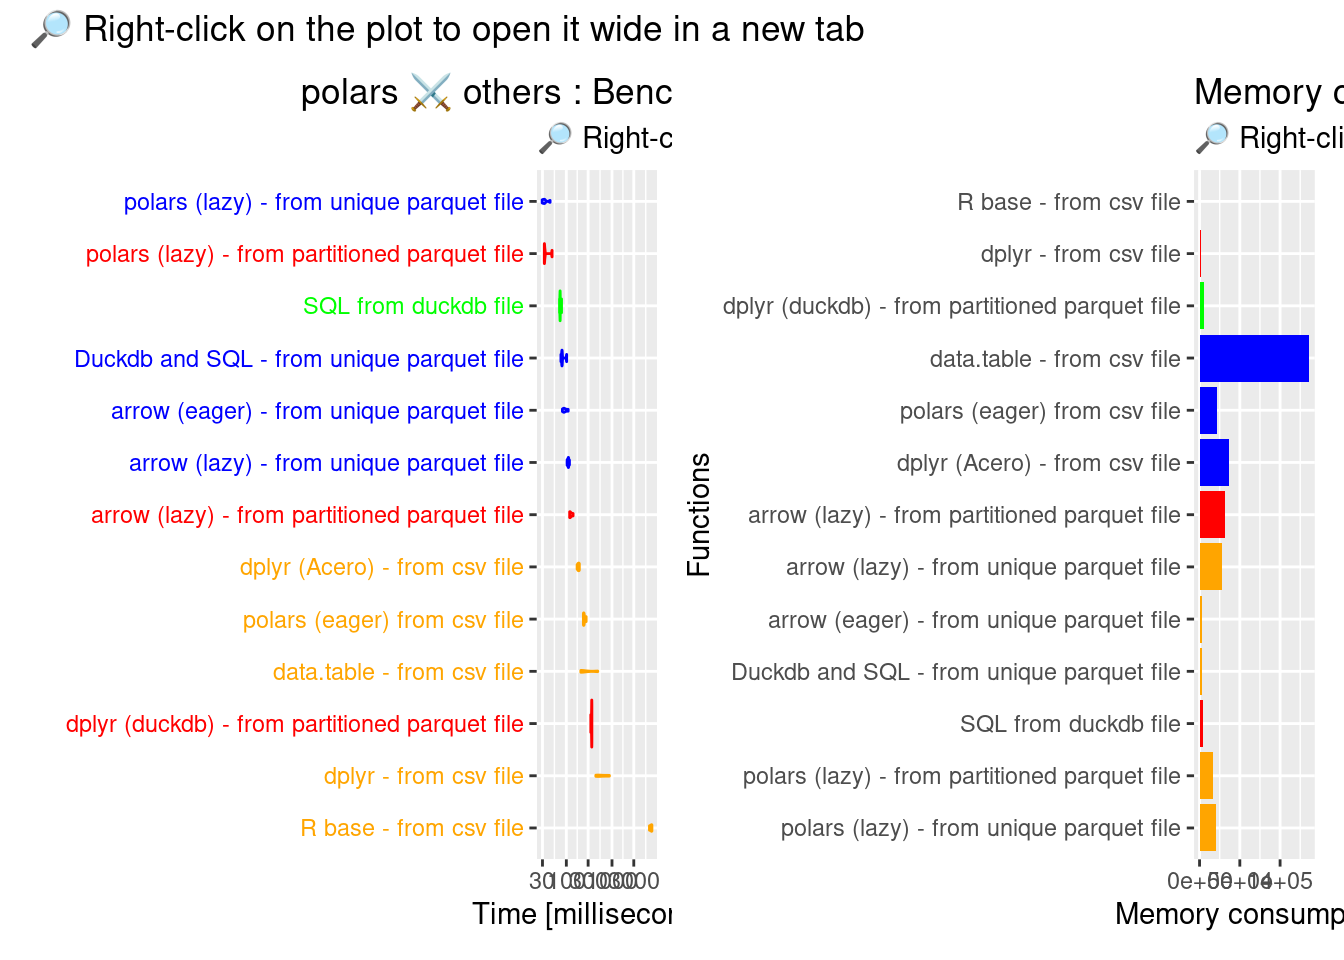 🔎 Right-click on the plot to open it wide in a new tab
polars ⚔️ others : Benc
🔎 Right-c
polars (lazy) - from unique parquet file
polars (lazy) - from partitioned parquet file
SQL from duckdb file
Duckdb and SQL - from unique parquet file
arrow (eager) - from unique parquet file
arrow (lazy) - from unique parquet file
arrow (lazy) - from partitioned parquet file
dplyr (Acero) - from csv file
polars (eager) from csv file
data.table - from csv file
dplyr (duckdb) - from partitioned parquet file
dplyr - from csv file
R base - from csv file
Time [millisecon
Memory c
🔎 Right-cli
Functions
R base - from csv file
dplyr - from csv file
dplyr (duckdb) - from partitioned parquet file
data.table - from csv file
polars (eager) from csv file
dplyr (Acero) - from csv file
arrow (lazy) - from partitioned parquet file
arrow (lazy) - from unique parquet file
arrow (eager) - from unique parquet file
Duckdb and SQL - from unique parquet file
SQL from duckdb file
polars (lazy) - from partitioned parquet file
polars (lazy) - from unique parquet file
Memory consump